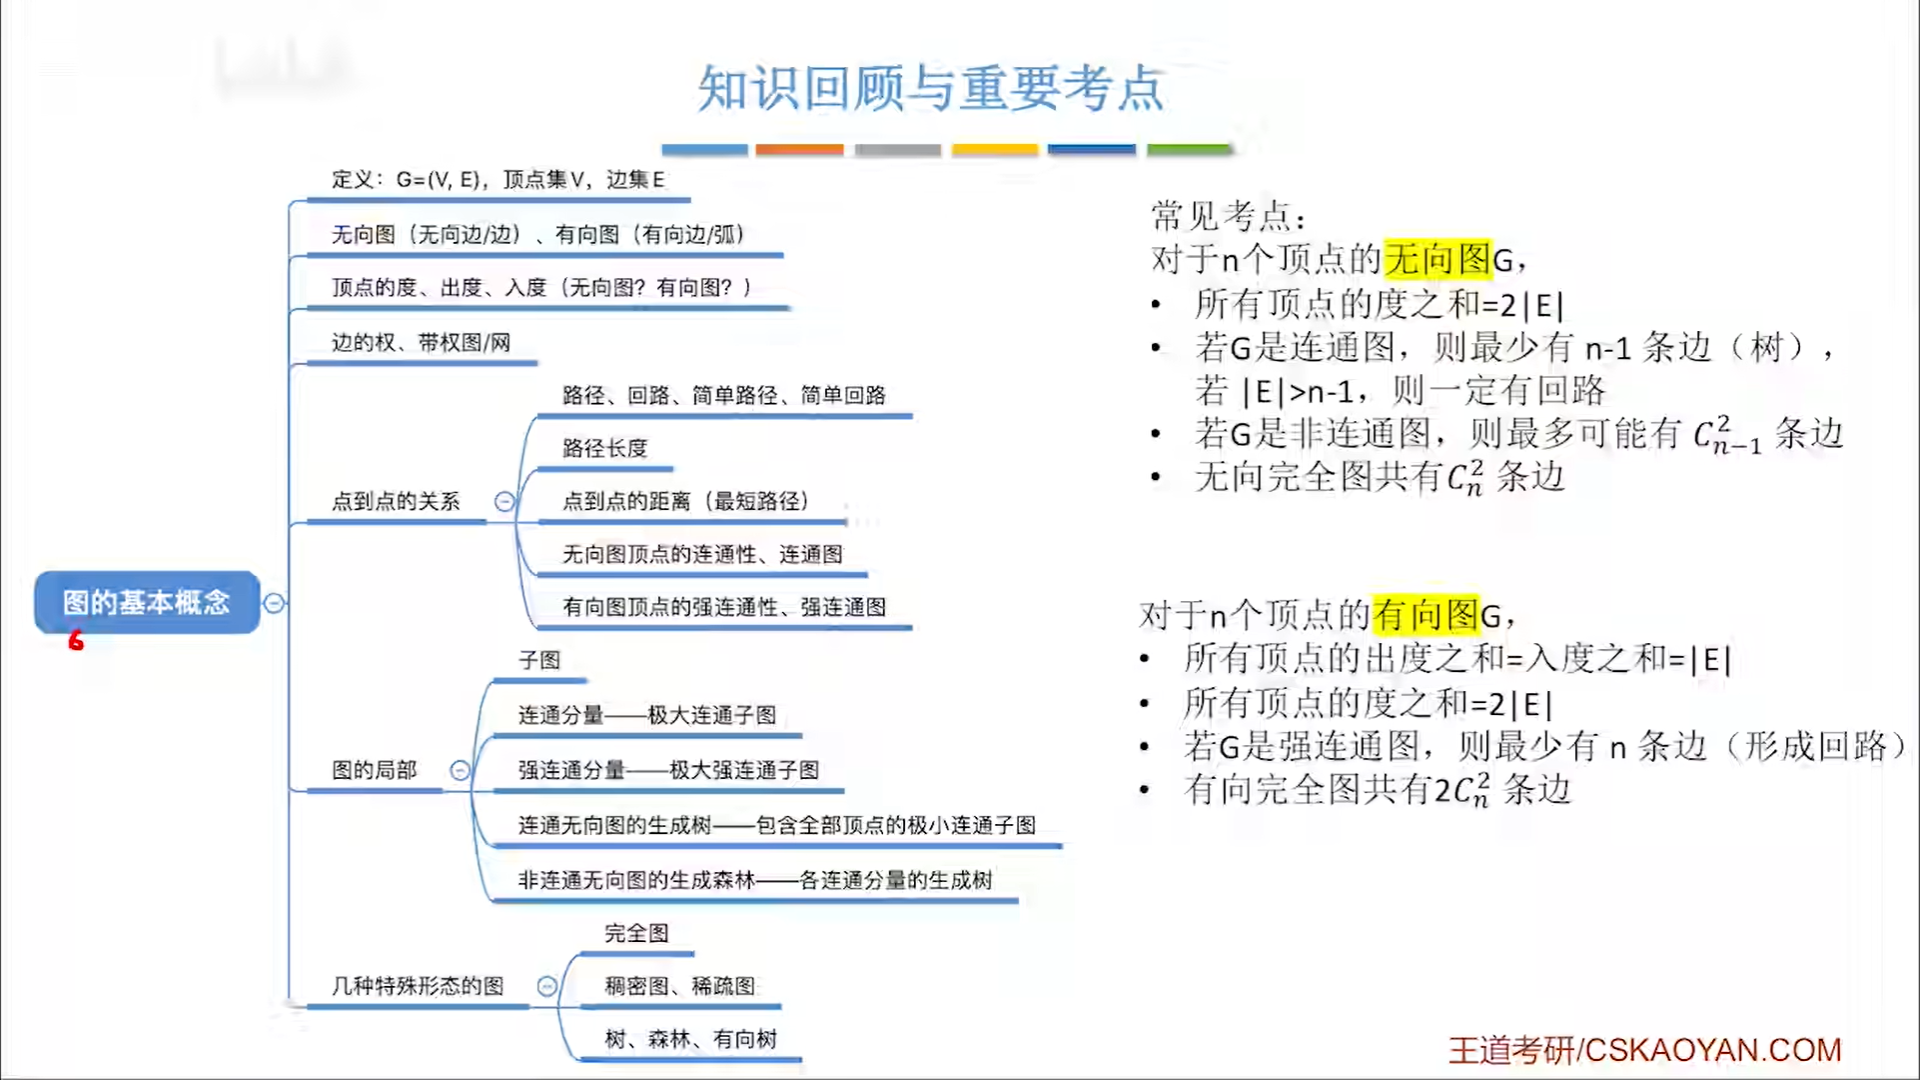 知识回顾与重要考点
定义：G=(V, E)，顶点集 V，边集 E
无向图（无向边/边）、有向图（有向边/弧）
顶点的度、出度、入度（无向图？有向图？）
边的权、带权图/网
点到点的关系
路径、回路、简单路径、简单回路
路径长度
点到点的距离（最短路径）
无向图顶点的连通性、连通图
有向图顶点的强连通性、强连通图
图的基本概念
6
图的局部
子图
连通分量——极大连通子图
强连通分量——极大强连通子图
连通无向图的生成树——包含全部顶点的极小连通子图
非连通无向图的生成森林——各连通分量的生成树
几种特殊形态的图
完全图
稠密图、稀疏图
树、森林、有向树
常见考点：
对于n个顶点的无向图G，
• 所有顶点的度之和=2|E|
• 若G是连通图，则最少有 n-1 条边（树），
若 |E|>n-1，则一定有回路
• 若G是非连通图，则最多可能有 $C_{n-1}^2$ 条边
• 无向完全图共有$C_n^2$ 条边
对于n个顶点的有向图G，
• 所有顶点的出度之和=入度之和=|E|
• 所有顶点的度之和=2|E|
• 若G是强连通图，则最少有 n 条边（形成回路）
• 有向完全图共有2$C_n^2$ 条边
王道考研/CSKAOYAN.COM